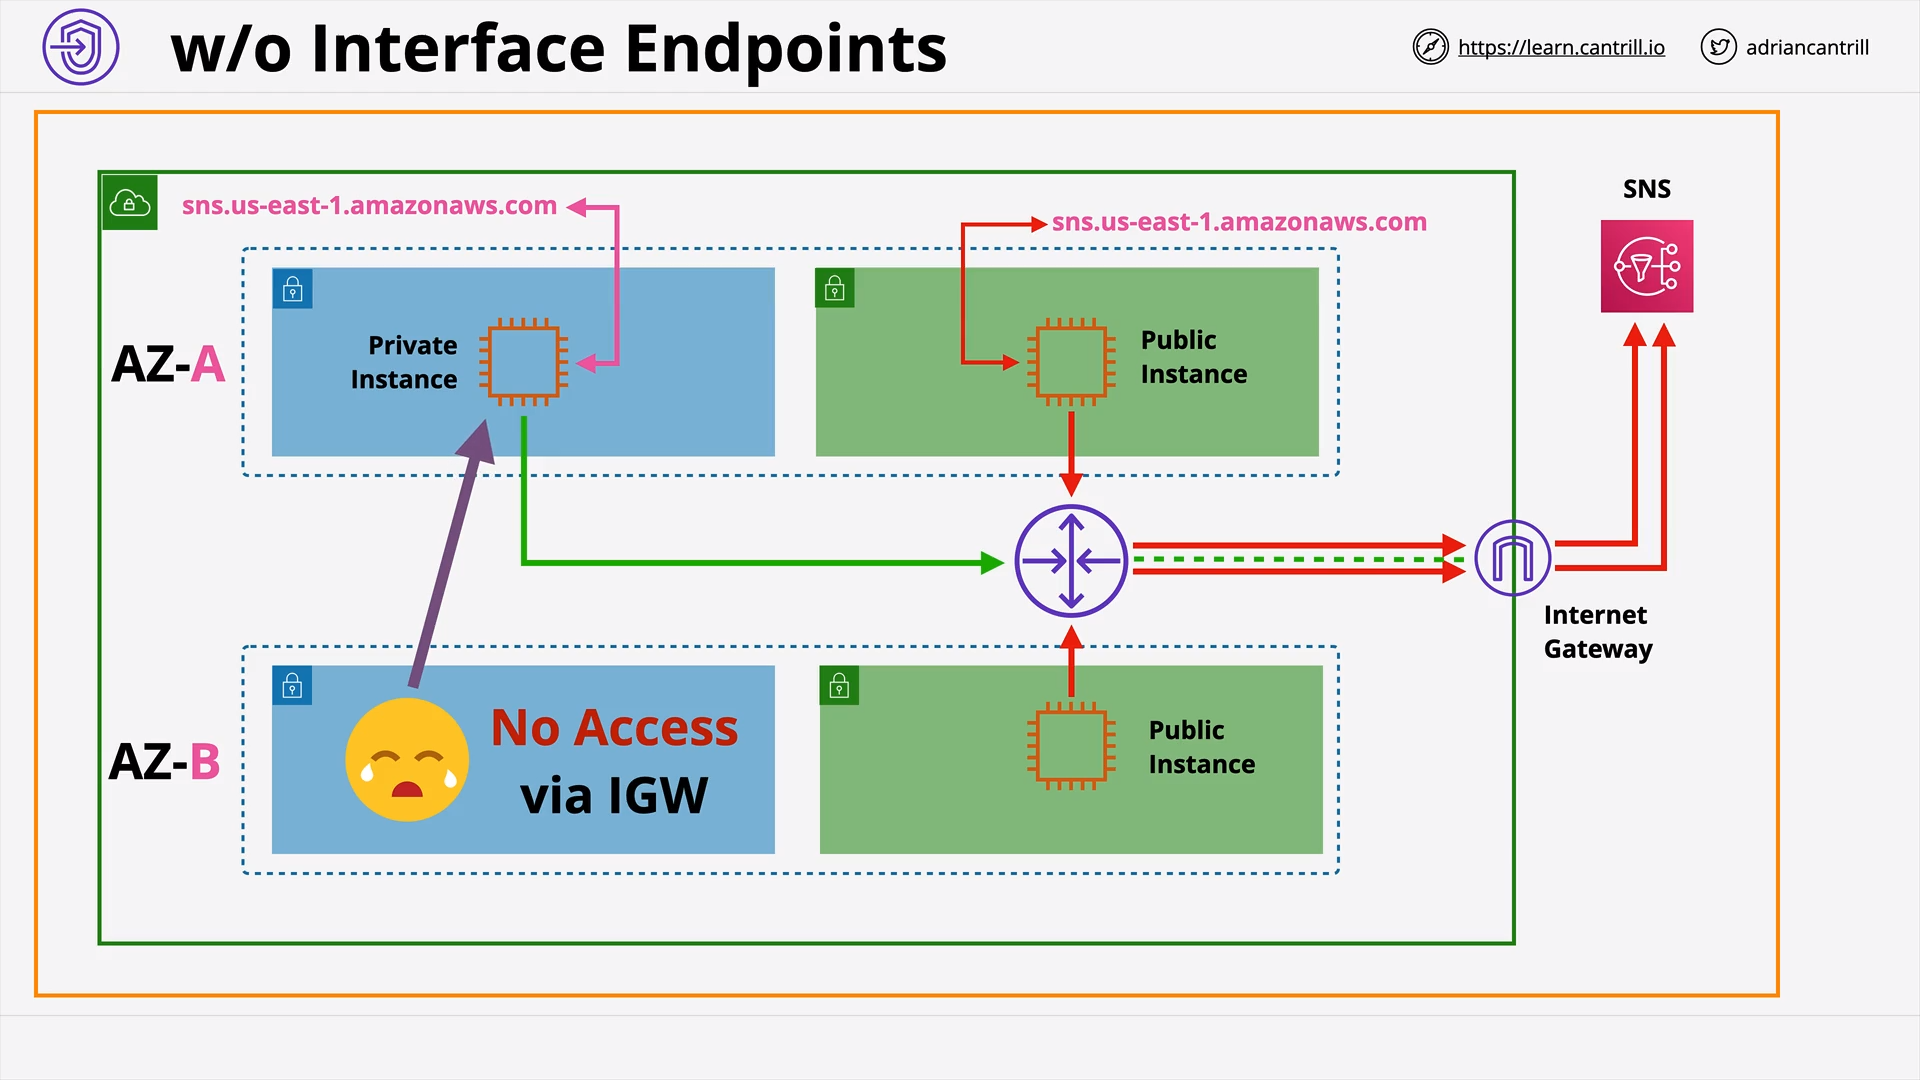 w/o Interface Endpoints
https://learn.cantrill.io
adriancantrill
sns.us-east-1.amazonaws.com
sns.us-east-1.amazonaws.com
SNS
AZ-A
Private
Instance
Public
Instance
Internet
Gateway
AZ-B
No Access
via IGW
Public
Instance